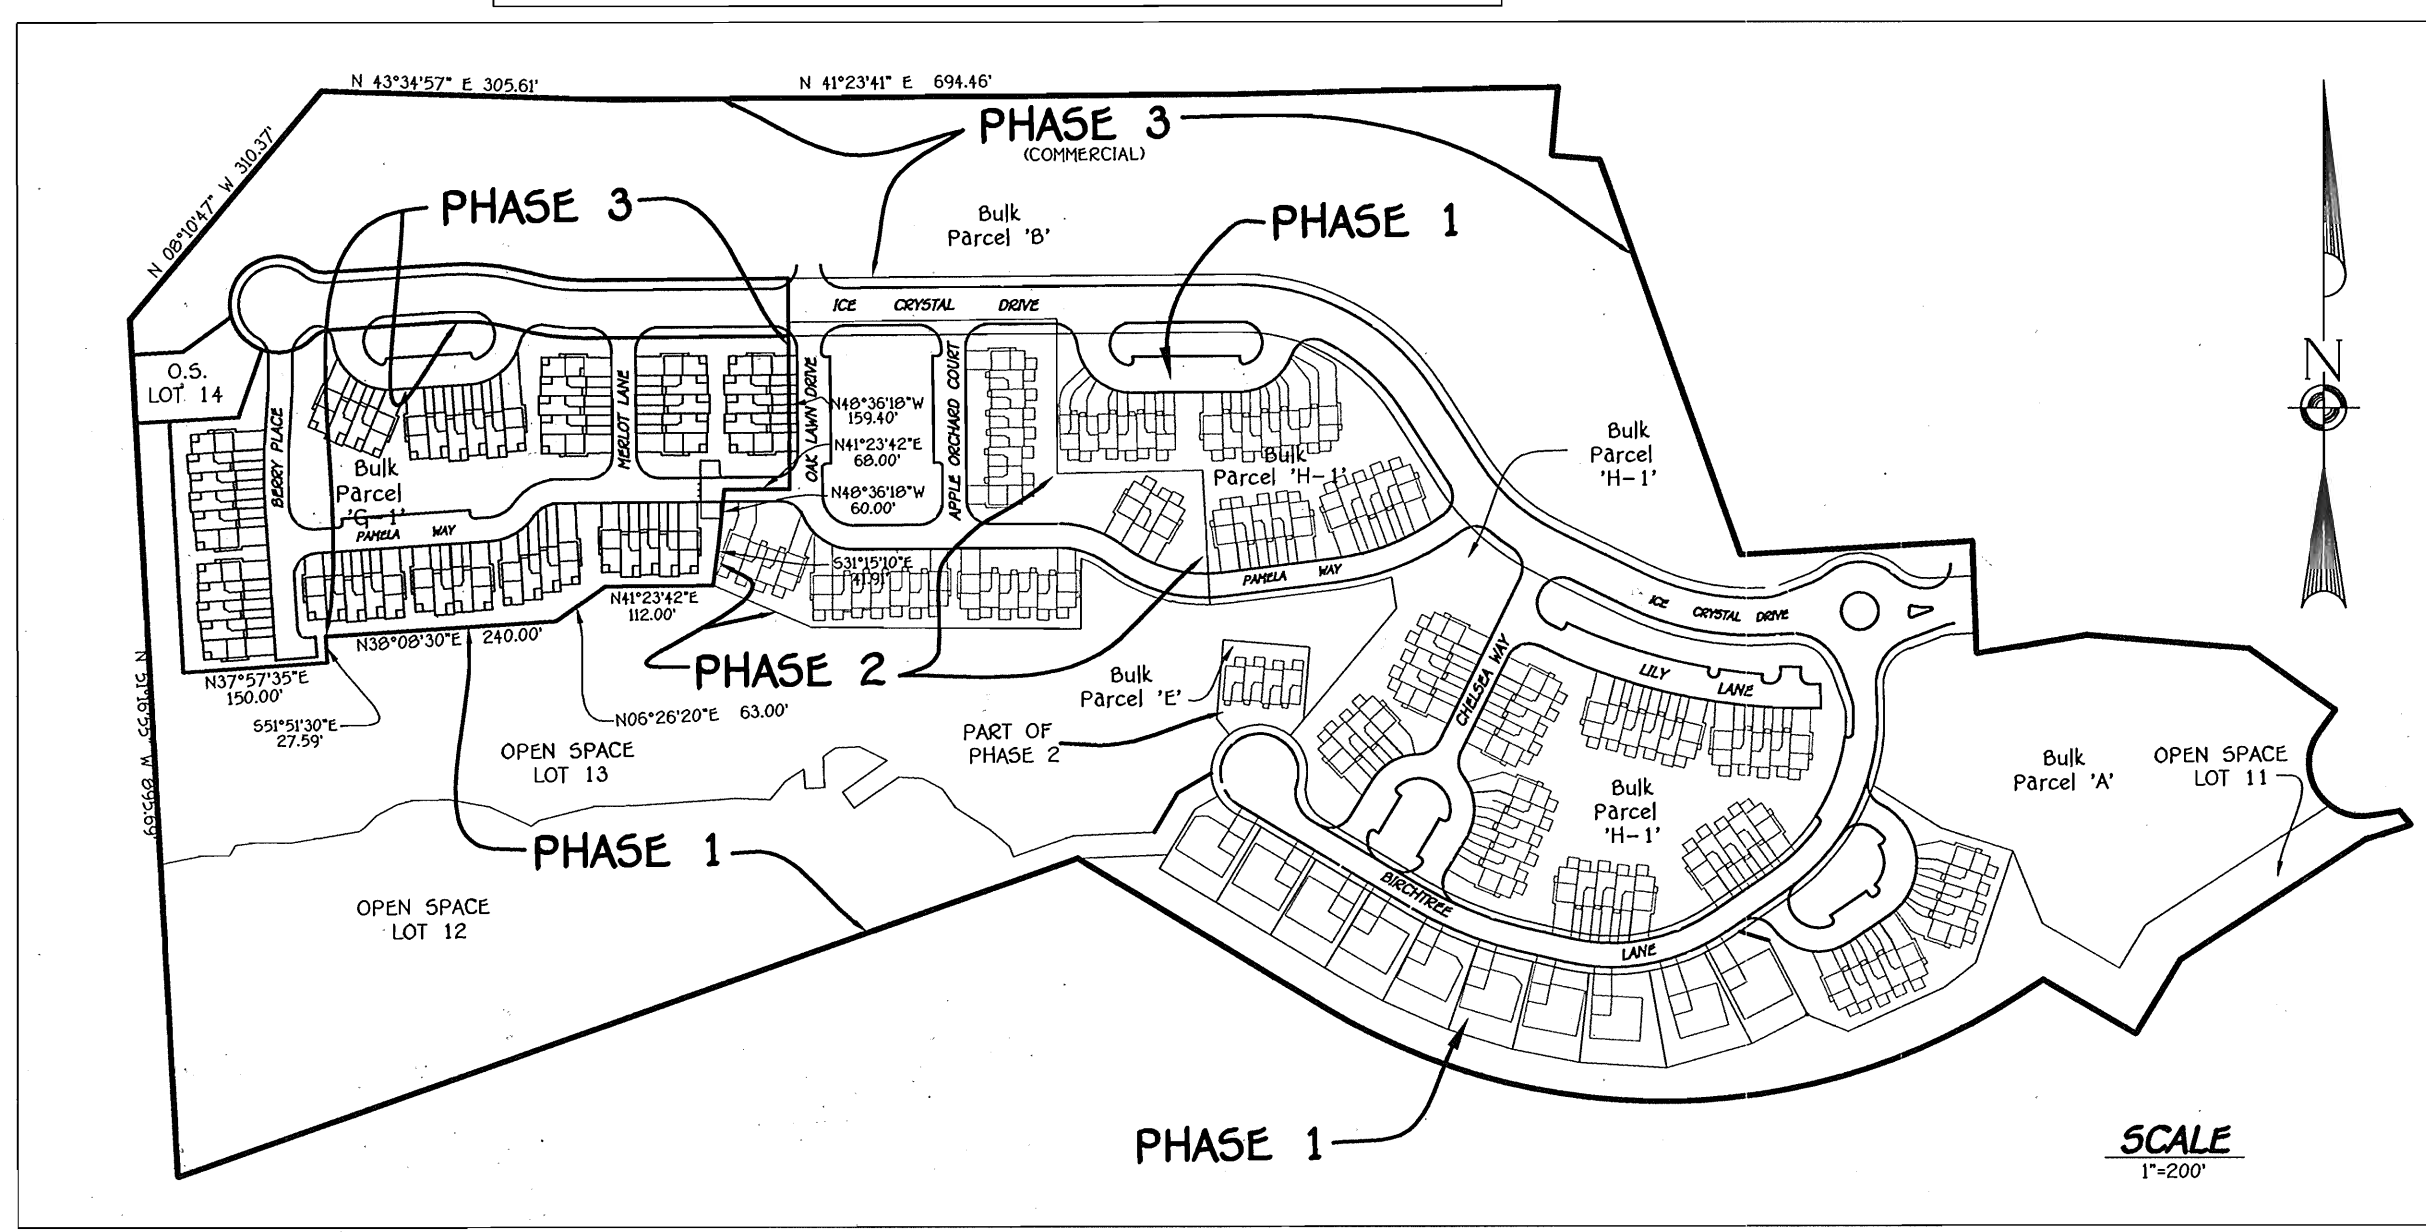 N 43°34'57" E 305.61'
N 41°23'41" E 694.46'
PHASE 3
(COMMERCIAL)
N 08°10'47" W 310.37'
PHASE 3
Bulk
Parcel 'B'
PHASE 1
ICE CRYSTAL DRIVE
O.S.
LOT 14
BERRY PLACE
MERLOT LANE
OAK LAWN DRIVE
APPLE ORCHARD COURT
N48°36'18"W
159.40'
N41°23'42"E
68.00'
N48°36'18"W
60.00'
Bulk
Parcel
'G-1'
PAMELA WAY
Bulk
Parcel 'H-1'
Bulk
Parcel
'H-1'
N
S31°15'10"E
41.91'
PAMELA WAY
N41°23'42"E
112.00'
N38°08'30"E 240.00'
ICE CRYSTAL DRIVE
PHASE 2
N37°57'35"E
150.00'
S51°51'30"E
27.59'
N06°26'20"E 63.00'
Bulk
Parcel 'E'
CHELSEA WAY
LILY LANE
PART OF
PHASE 2
OPEN SPACE
LOT 13
N 51°16'55" W 895.69'
Bulk
Parcel
'H-1'
Bulk
Parcel 'A'
OPEN SPACE
LOT 11
PHASE 1
OPEN SPACE
LOT 12
BIRCHTREE LANE
PHASE 1
SCALE
1"=200'